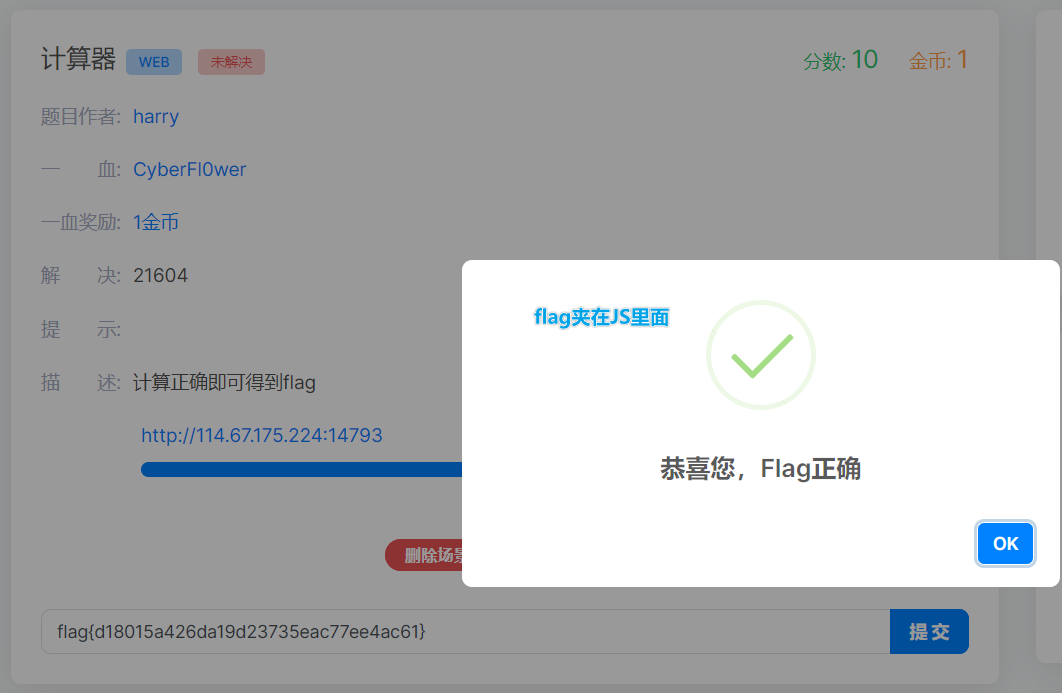 计算器 WEB 未解决 分数: 10 金币: 1
题目作者: harry
一 血: CyberFl0wer
一血奖励: 1金币
解 决: 21604
提 示:
描 述: 计算正确即可得到flag
http://114.67.175.224:14793
删除场景
flag夹在JS里面
恭喜您，Flag正确
OK
flag{d18015a426da19d23735eac77ee4ac61}
提交